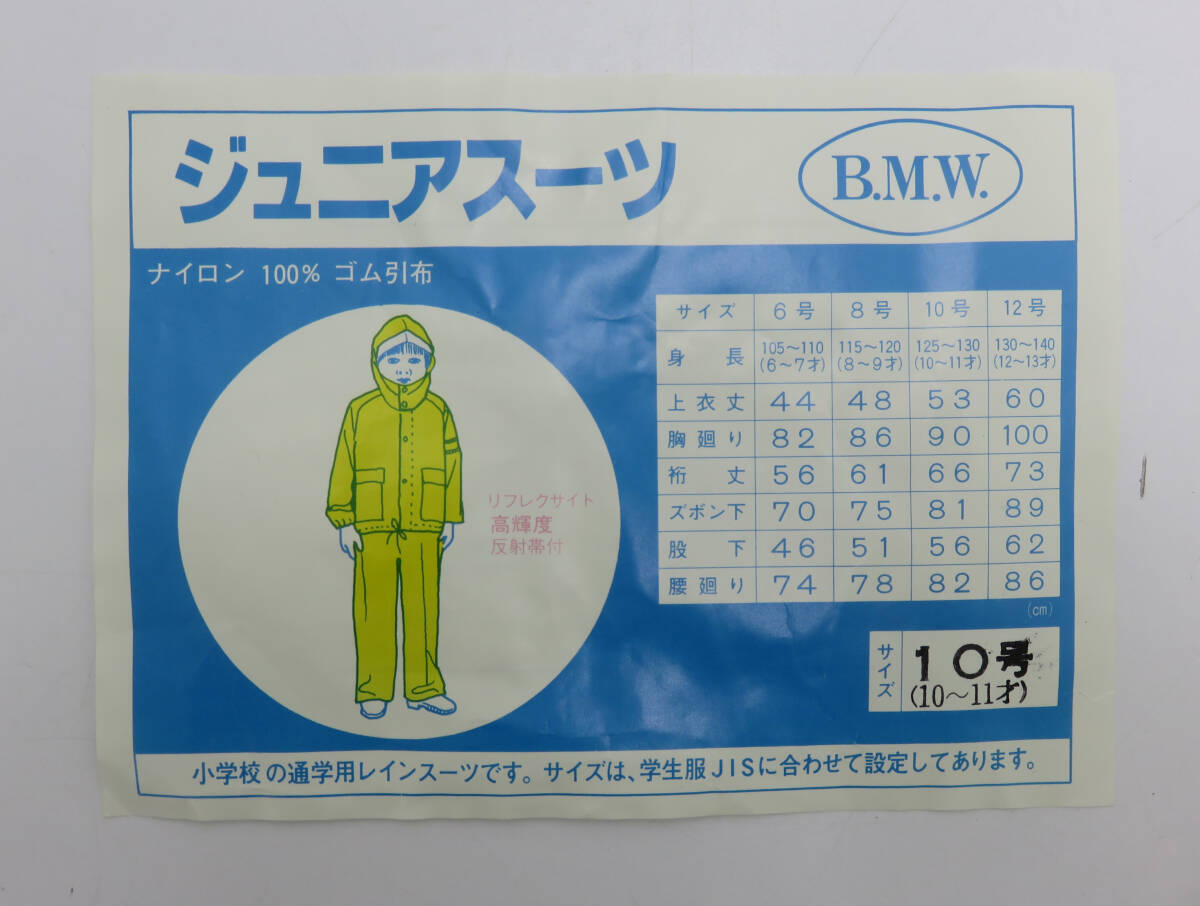 ジュニアスーツ
B.M.W.
ナイロン 100% ゴム引布
リフレクサイト
高輝度
反射帯付
サイズ 6号 8号 10号 12号
身長 105〜110 115〜120 125〜130 130〜140
(6〜7才) (8〜9才) (10〜11才) (12〜13才)
上衣丈 44 48 53 60
胸廻り 82 86 90 100
裄丈 56 61 66 73
ズボン下 70 75 81 89
股下 46 51 56 62
腰廻り 74 78 82 86
(cm)
サイズ
10号
(10〜11才)
小学校の通学用レインスーツです。サイズは、学生服JISに合わせて設定してあります。